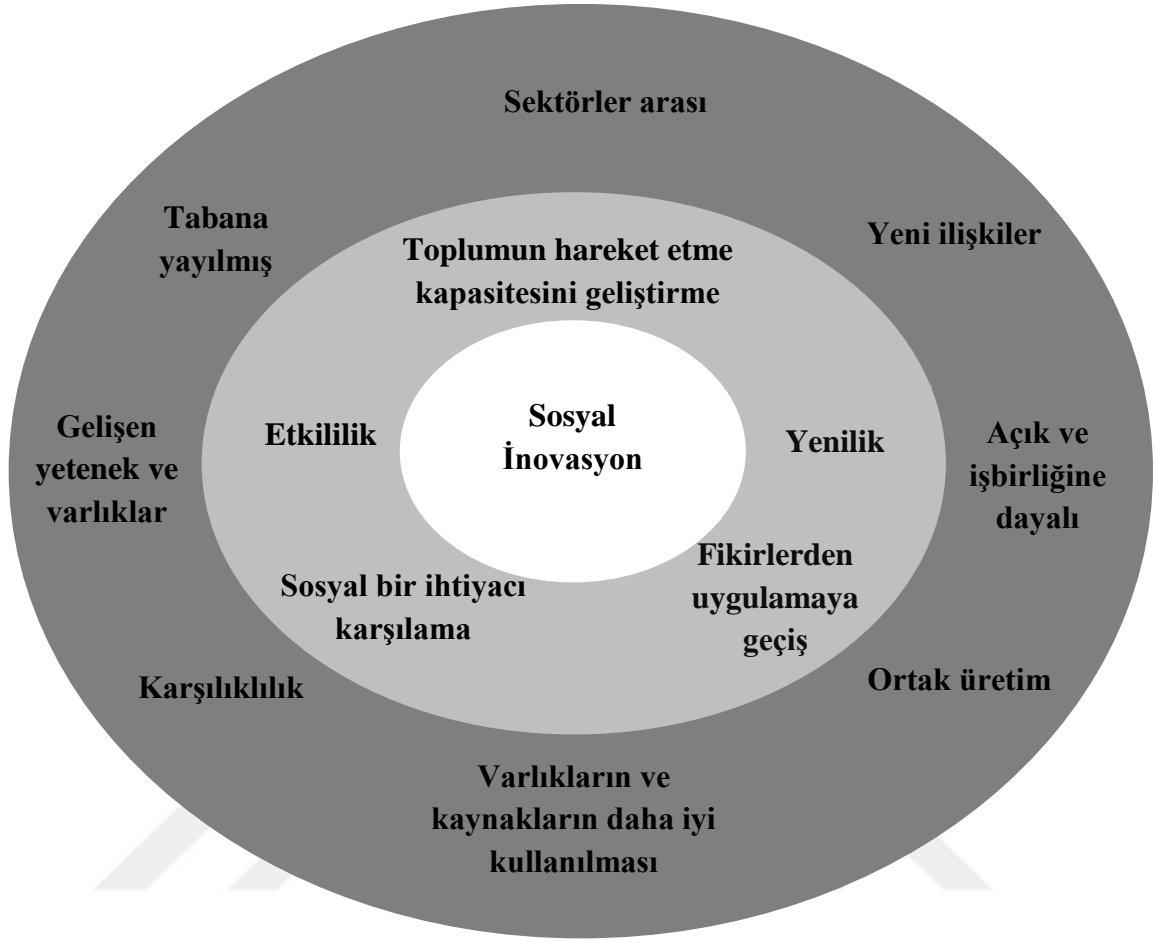 Sektörler arası
Tabana
yayılmış
Yeni ilişkiler
Toplumun hareket etme
kapasitesini geliştirme
Gelişen
yetenek ve
varlıklar
Etkililik
Sosyal
İnovasyon
Yenilik
Açık ve
işbirliğine
dayalı
Sosyal bir ihtiyacı
karşılama
Fikirlerden
uygulamaya
geçiş
Karşılıklılık
Ortak üretim
Varlıkların ve
kaynakların daha iyi
kullanılması